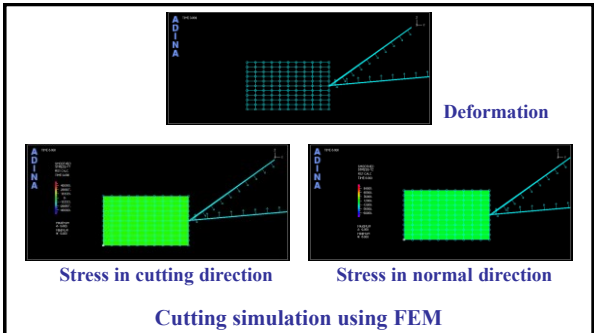 ADINA
Deformation
ADINA
ADINA
Stress in cutting direction
Stress in normal direction
Cutting simulation using FEM